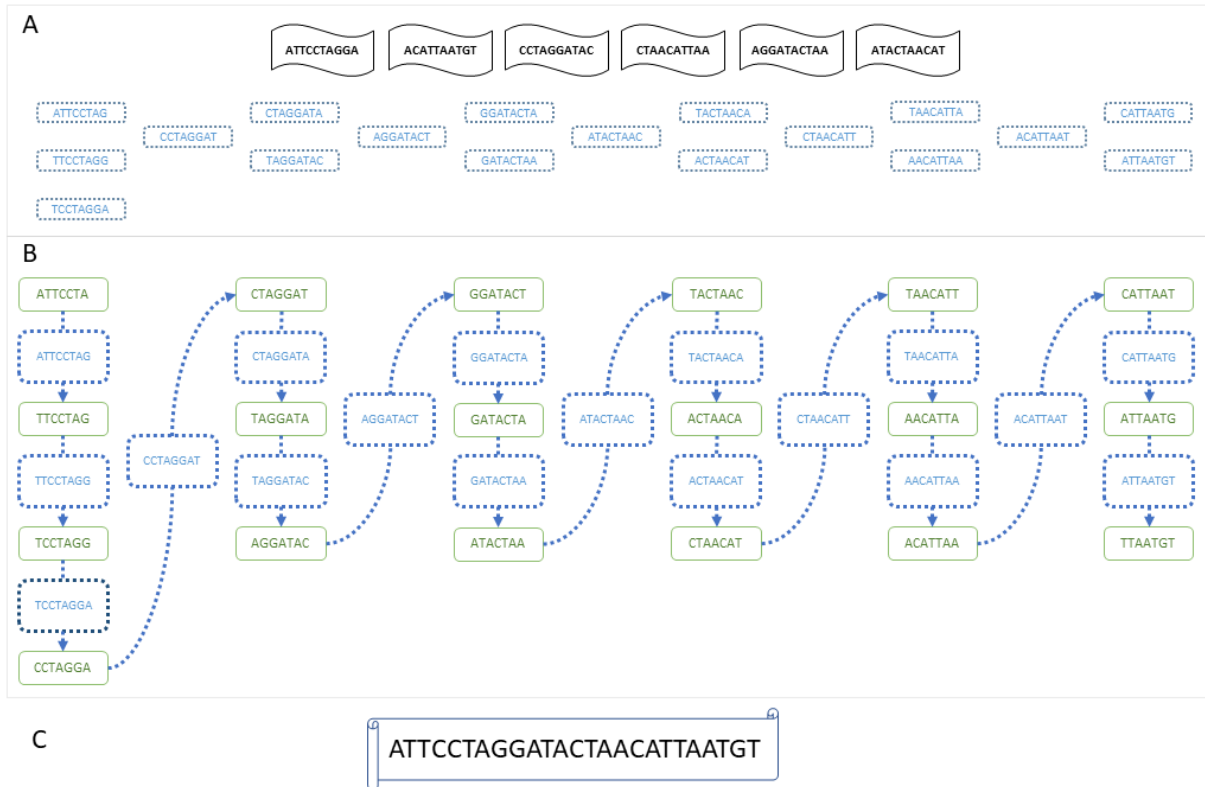 A
ATTCCTAGGA ACATTAATGT CCTAGGATAC CTAACATTAA AGGATACTAA ATACTAACAT
ATTCCTAG CTAGGATA GGATACTA TACTAACA TAACATTA CATTAATG
CCTAGGAT AGGATACT ATACTAAC CTAACATT ACATTAAT
TTCCTAGG TAGGATAC GATACTAA ACTAACAT AACATTAA ATTAATGT
TCCTAGGA
B
ATTCCTA CTAGGAT GGATACT TACTAAC TAACATT CATTAAT
ATTCCTAG CTAGGATA GGATACTA TACTAACA TAACATTA CATTAATG
TTCCTAG TAGGATA AGGATACT GATACTA ATACTAAC ACTAACA CTAACATT AACATTA ACATTAAT ATTAATG
CCTAGGAT
TTCCTAGG TAGGATAC GATACTAA ACTAACAT AACATTAA ATTAATGT
TCCTAGG AGGATAC ATACTAA CTAACAT ACATTAA TTAATGT
TCCTAGGA
CCTAGGA
C
ATTCCTAGGATACTAACATTAATGT